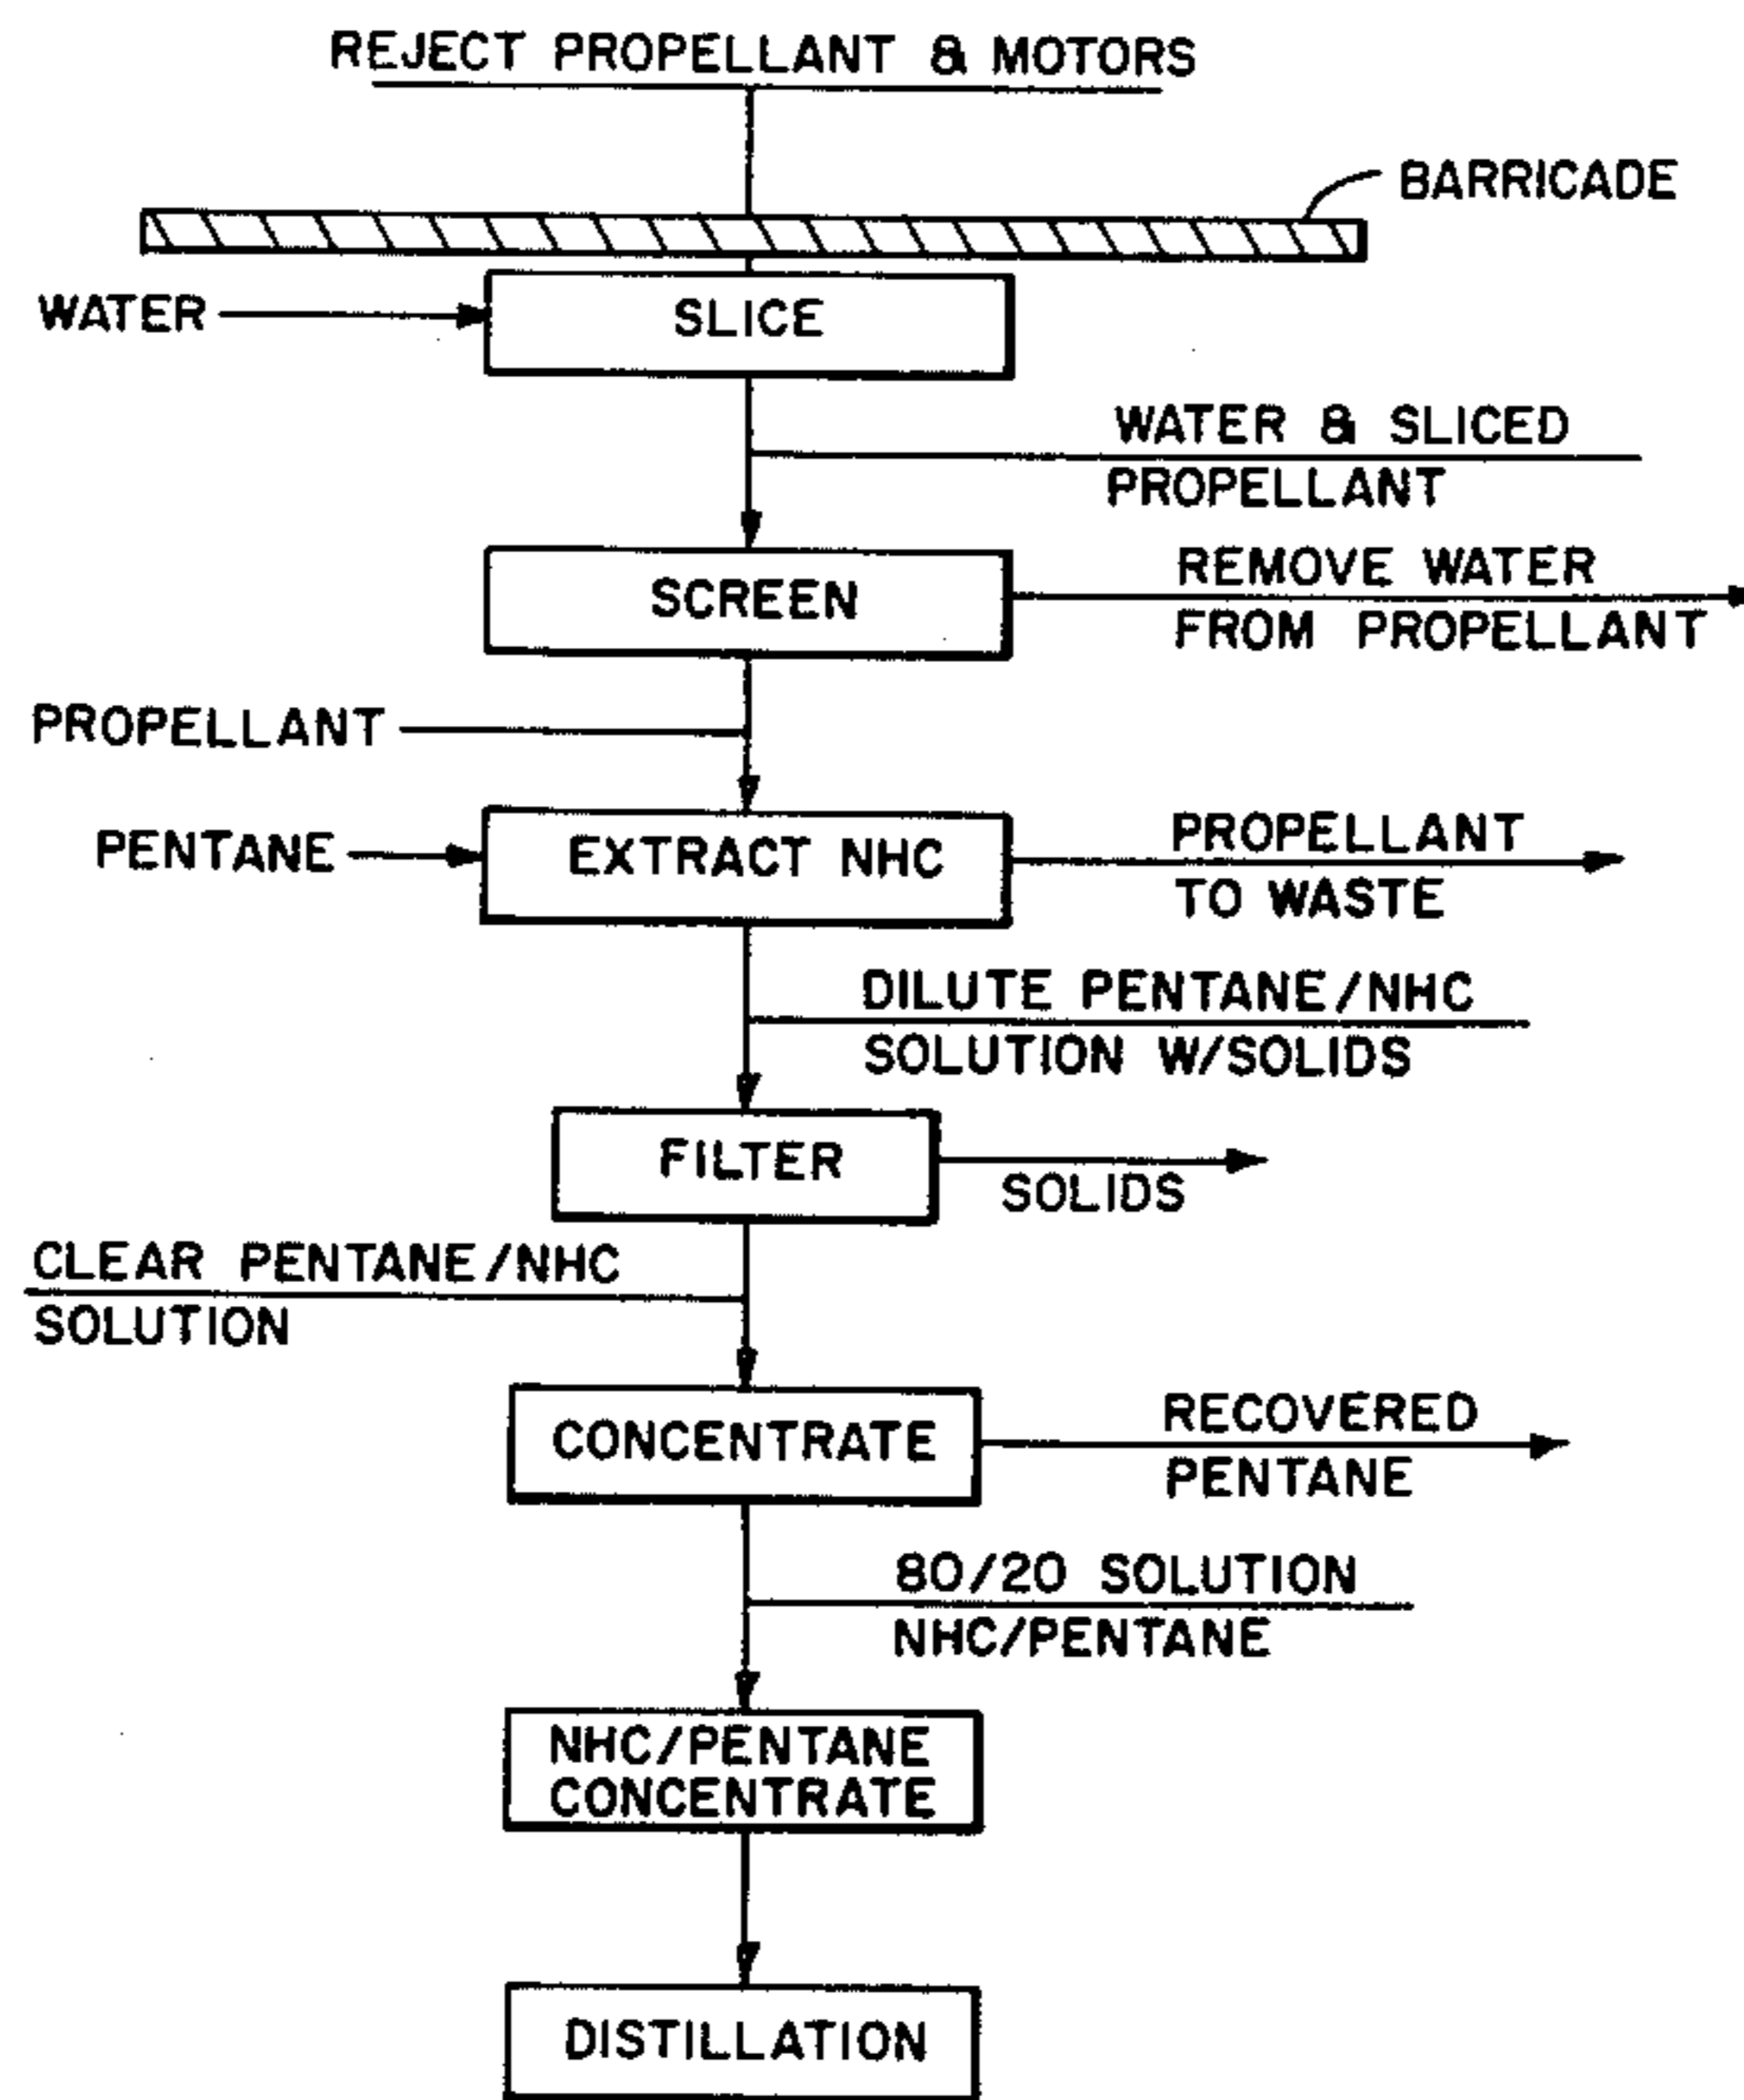 REJECT PROPELLANT & MOTORS
BARRICADE
WATER
SLICE
WATER & SLICED
PROPELLANT
SCREEN
REMOVE WATER
FROM PROPELLANT
PROPELLANT
PENTANE
EXTRACT NHC
PROPELLANT
TO WASTE
DILUTE PENTANE/NHC
SOLUTION W/SOLIDS
FILTER
SOLIDS
CLEAR PENTANE/NHC
SOLUTION
CONCENTRATE
RECOVERED
PENTANE
80/20 SOLUTION
NHC/PENTANE
NHC/PENTANE
CONCENTRATE
DISTILLATION